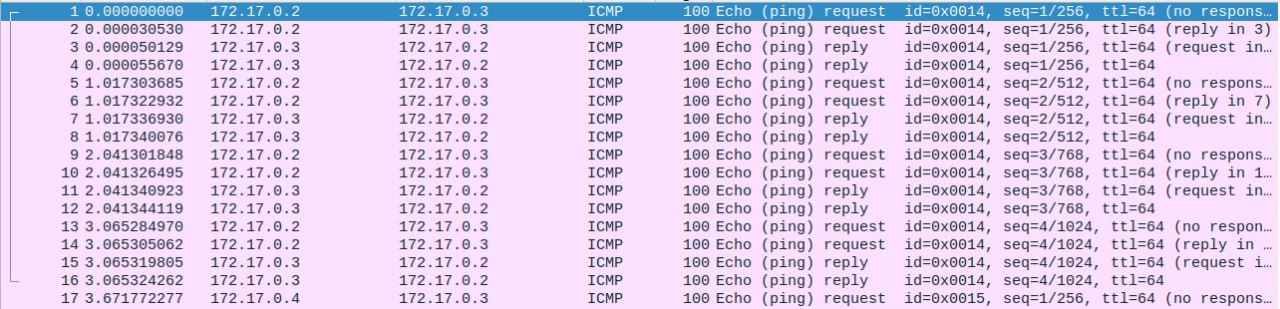 1 0.000000000 172.17.0.2 172.17.0.3 ICMP 100 Echo (ping) request id=0x0014, seq=1/256, ttl=64 (no respons…
2 0.000030530 172.17.0.2 172.17.0.3 ICMP 100 Echo (ping) request id=0x0014, seq=1/256, ttl=64 (reply in 3)
3 0.000050129 172.17.0.3 172.17.0.2 ICMP 100 Echo (ping) reply id=0x0014, seq=1/256, ttl=64 (request in…
4 0.000055670 172.17.0.3 172.17.0.2 ICMP 100 Echo (ping) reply id=0x0014, seq=1/256, ttl=64
5 1.017303685 172.17.0.2 172.17.0.3 ICMP 100 Echo (ping) request id=0x0014, seq=2/512, ttl=64 (no respons…
6 1.017322932 172.17.0.2 172.17.0.3 ICMP 100 Echo (ping) request id=0x0014, seq=2/512, ttl=64 (reply in 7)
7 1.017336930 172.17.0.3 172.17.0.2 ICMP 100 Echo (ping) reply id=0x0014, seq=2/512, ttl=64 (request in…
8 1.017340076 172.17.0.3 172.17.0.2 ICMP 100 Echo (ping) reply id=0x0014, seq=2/512, ttl=64
9 2.041301848 172.17.0.2 172.17.0.3 ICMP 100 Echo (ping) request id=0x0014, seq=3/768, ttl=64 (no respons…
10 2.041326495 172.17.0.2 172.17.0.3 ICMP 100 Echo (ping) request id=0x0014, seq=3/768, ttl=64 (reply in 1…
11 2.041340923 172.17.0.3 172.17.0.2 ICMP 100 Echo (ping) reply id=0x0014, seq=3/768, ttl=64 (request in…
12 2.041344119 172.17.0.3 172.17.0.2 ICMP 100 Echo (ping) reply id=0x0014, seq=3/768, ttl=64
13 3.065284970 172.17.0.2 172.17.0.3 ICMP 100 Echo (ping) request id=0x0014, seq=4/1024, ttl=64 (no respon…
14 3.065305062 172.17.0.2 172.17.0.3 ICMP 100 Echo (ping) request id=0x0014, seq=4/1024, ttl=64 (reply in …
15 3.065319805 172.17.0.3 172.17.0.2 ICMP 100 Echo (ping) reply id=0x0014, seq=4/1024, ttl=64 (request i…
16 3.065324262 172.17.0.3 172.17.0.2 ICMP 100 Echo (ping) reply id=0x0014, seq=4/1024, ttl=64
17 3.671772277 172.17.0.4 172.17.0.3 ICMP 100 Echo (ping) request id=0x0015, seq=1/256, ttl=64 (no respons…